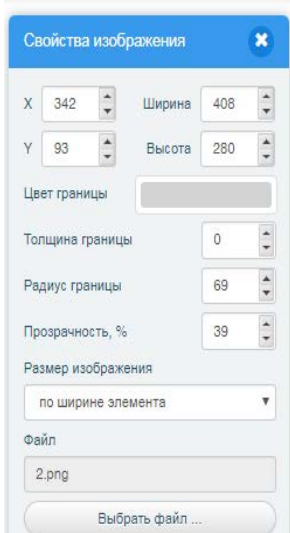 Свойства изображения
X 342 Ширина 408
Y 93 Высота 280
Цвет границы
Толщина границы 0
Радиус границы 69
Прозрачность, % 39
Размер изображения
по ширине элемента
Файл
2.png
Выбрать файл ...